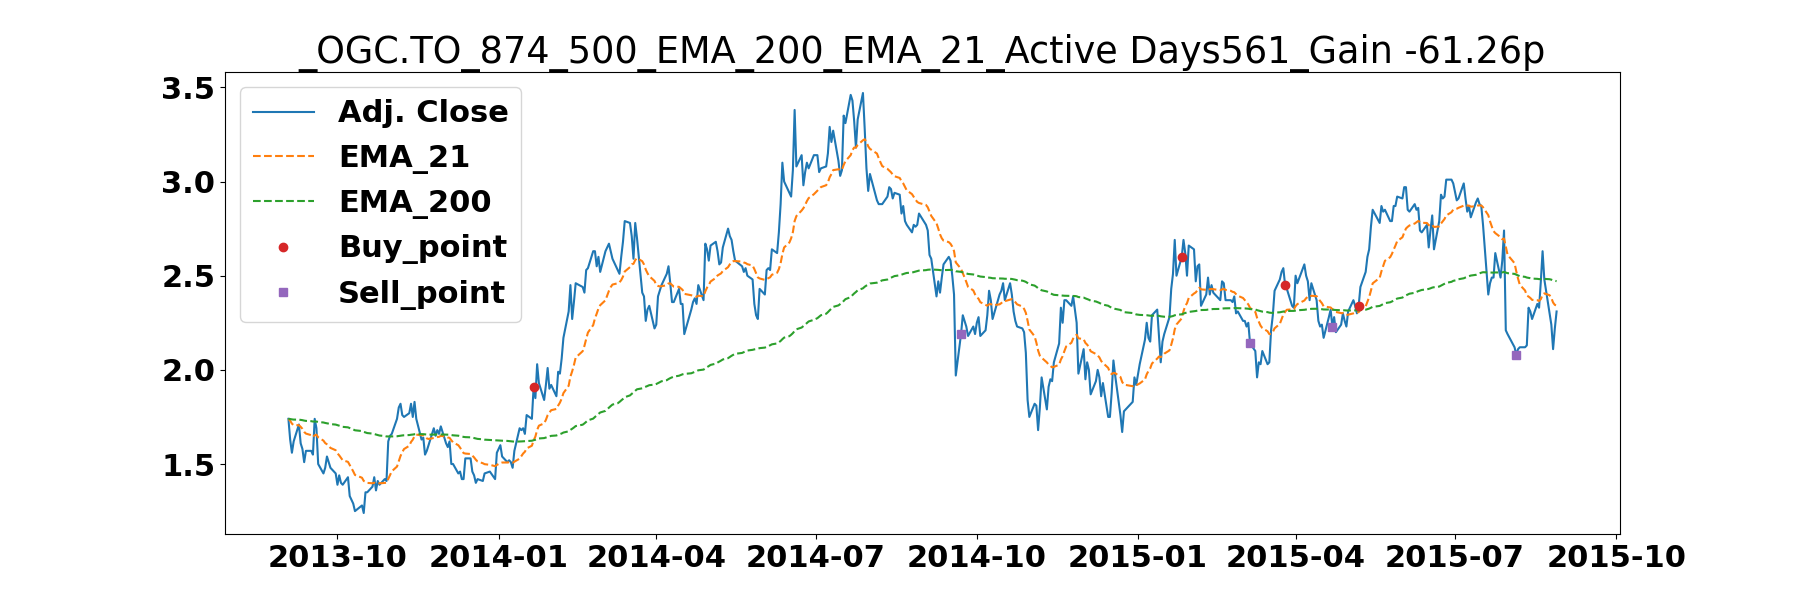 _OGC.TO_874_500_EMA_200_EMA_21_Active Days561_Gain -61.26p
3.5
3.0
2.5
2.0
1.5
Adj. Close
EMA_21
EMA_200
Buy_point
Sell_point
2013-10 2014-01 2014-04 2014-07 2014-10 2015-01 2015-04 2015-07 2015-10